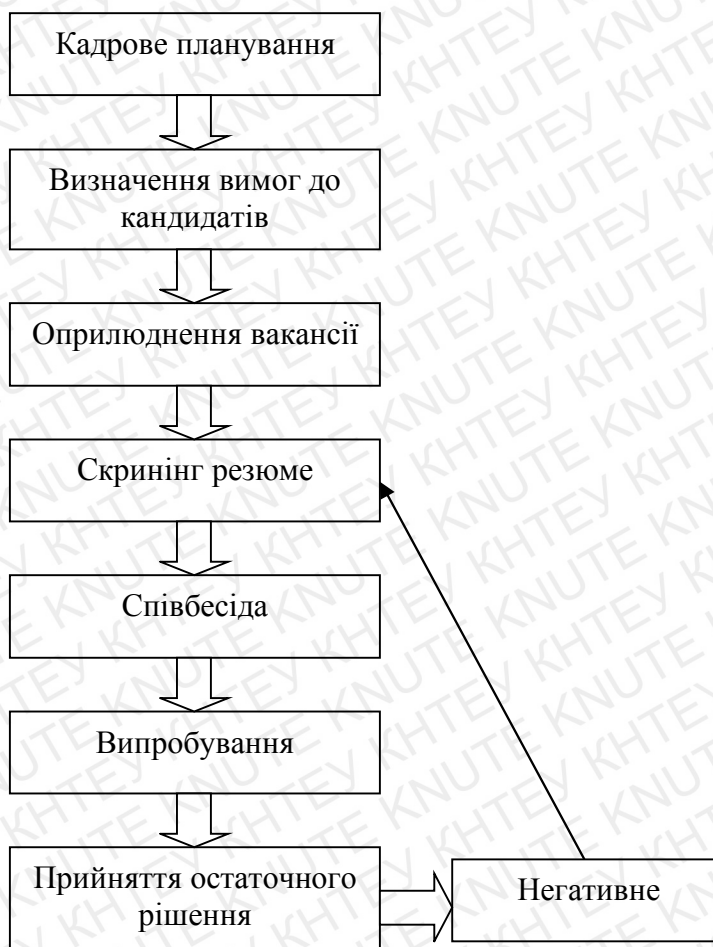 Кадрове планування
Визначення вимог до
кандидатів
Оприлюднення вакансії
Скринінг резюме
Співбесіда
Випробування
Прийняття остаточного
рішення
Негативне